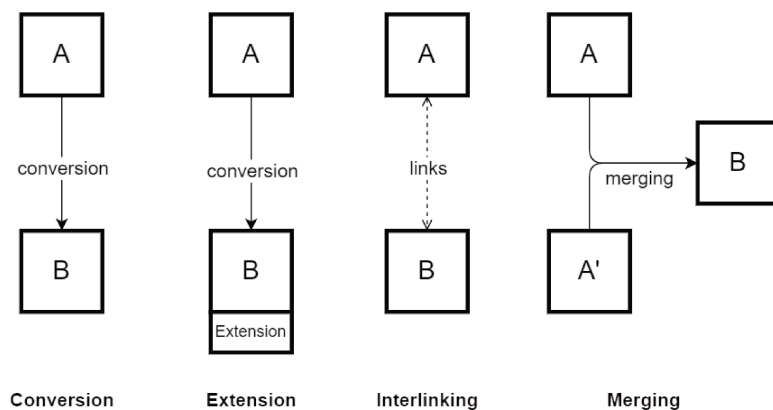 A
conversion
B
Conversion
A
conversion
B
Extension
Extension
A
links
B
Interlinking
A
A'
merging
B
Merging